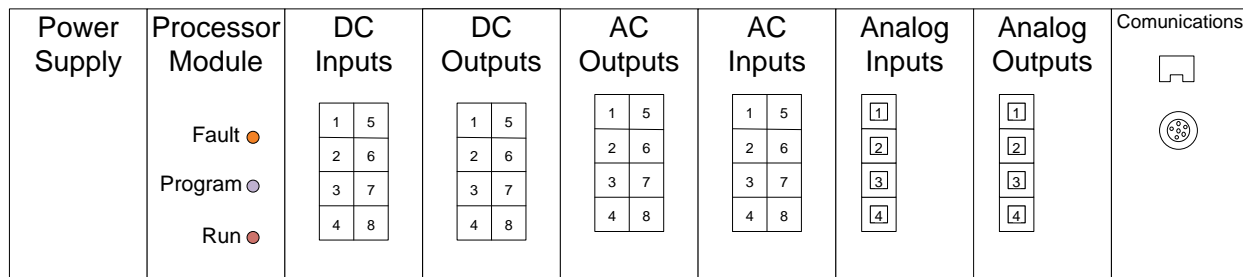 Power
Supply
Processor
Module
Fault
Program
Run
DC
Inputs
1 5
2 6
3 7
4 8
DC
Outputs
1 5
2 6
3 7
4 8
AC
Outputs
1 5
2 6
3 7
4 8
AC
Inputs
1 5
2 6
3 7
4 8
Analog
Inputs
1
2
3
4
Analog
Outputs
1
2
3
4
Comunications